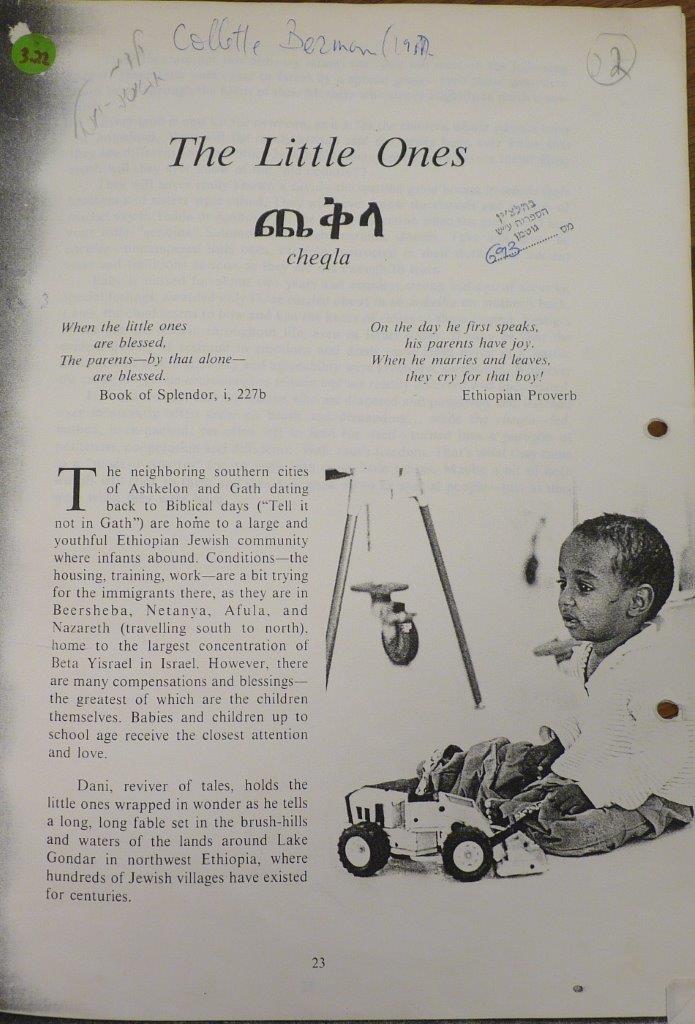 3.22
Collette Berman (198
02
The Little Ones
ጨቅላ
cheqla
הספריה ע״ש
גוטמן
מס
693
When the little ones
are blessed,
The parents—by that alone—
are blessed.
Book of Splendor, i, 227b
On the day he first speaks,
his parents have joy.
When he marries and leaves,
they cry for that boy!
Ethiopian Proverb
The neighboring southern cities
of Ashkelon and Gath dating
back to Biblical days (“Tell it
not in Gath”) are home to a large and
youthful Ethiopian Jewish community
where infants abound. Conditions—the
housing, training, work—are a bit trying
for the immigrants there, as they are in
Beersheba, Netanya, Afula, and
Nazareth (travelling south to north),
home to the largest concentration of
Beta Yisrael in Israel. However, there
are many compensations and blessings—
the greatest of which are the children
themselves. Babies and children up to
school age receive the closest attention
and love.
Dani, reviver of tales, holds the
little ones wrapped in wonder as he tells
a long, long fable set in the brush-hills
and waters of the lands around Lake
Gondar in northwest Ethiopia, where
hundreds of Jewish villages have existed
for centuries.
23